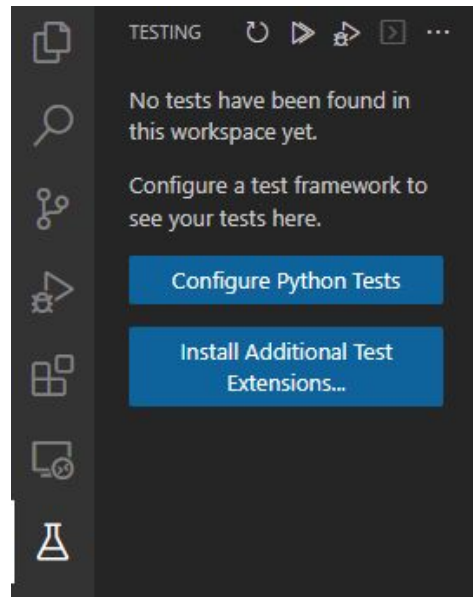 TESTING
No tests have been found in
this workspace yet.
Configure a test framework to
see your tests here.
Configure Python Tests
Install Additional Test
Extensions...